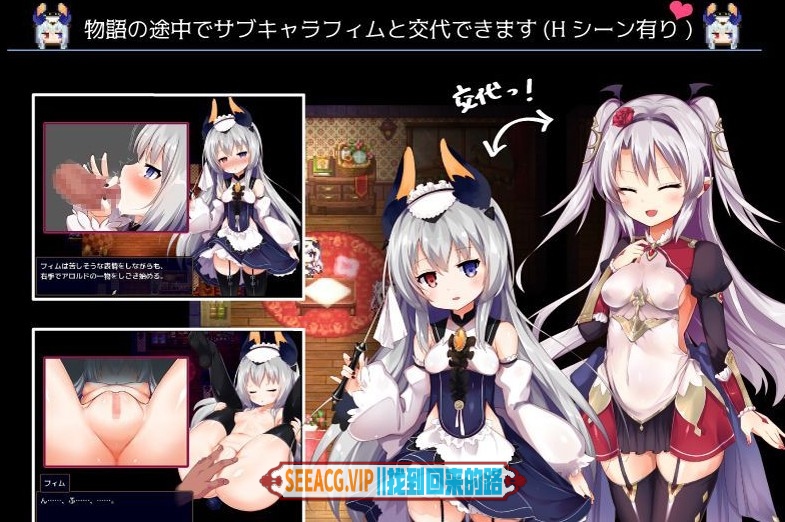 物語の途中でサブキャラフィムと交代できます(Hシーン有り)
交代っ!
フィムは苦しそうな表情をしながらも、
右手でアロルドの一物をしごき始める。
フィム
ん……、ふ……、……。
SEEACG.VIP||找到回来的路